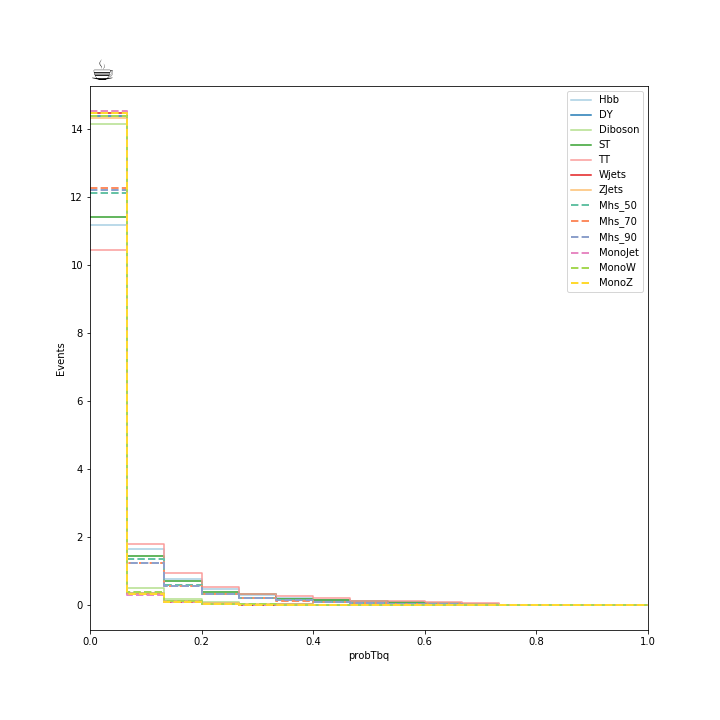 Hbb
DY
Diboson
ST
TT
Wjets
ZJets
Mhs_50
Mhs_70
Mhs_90
MonoJet
MonoW
MonoZ
14
12
10
8
6
4
2
0
Events
0.0 0.2 0.4 0.6 0.8 1.0
probTbq